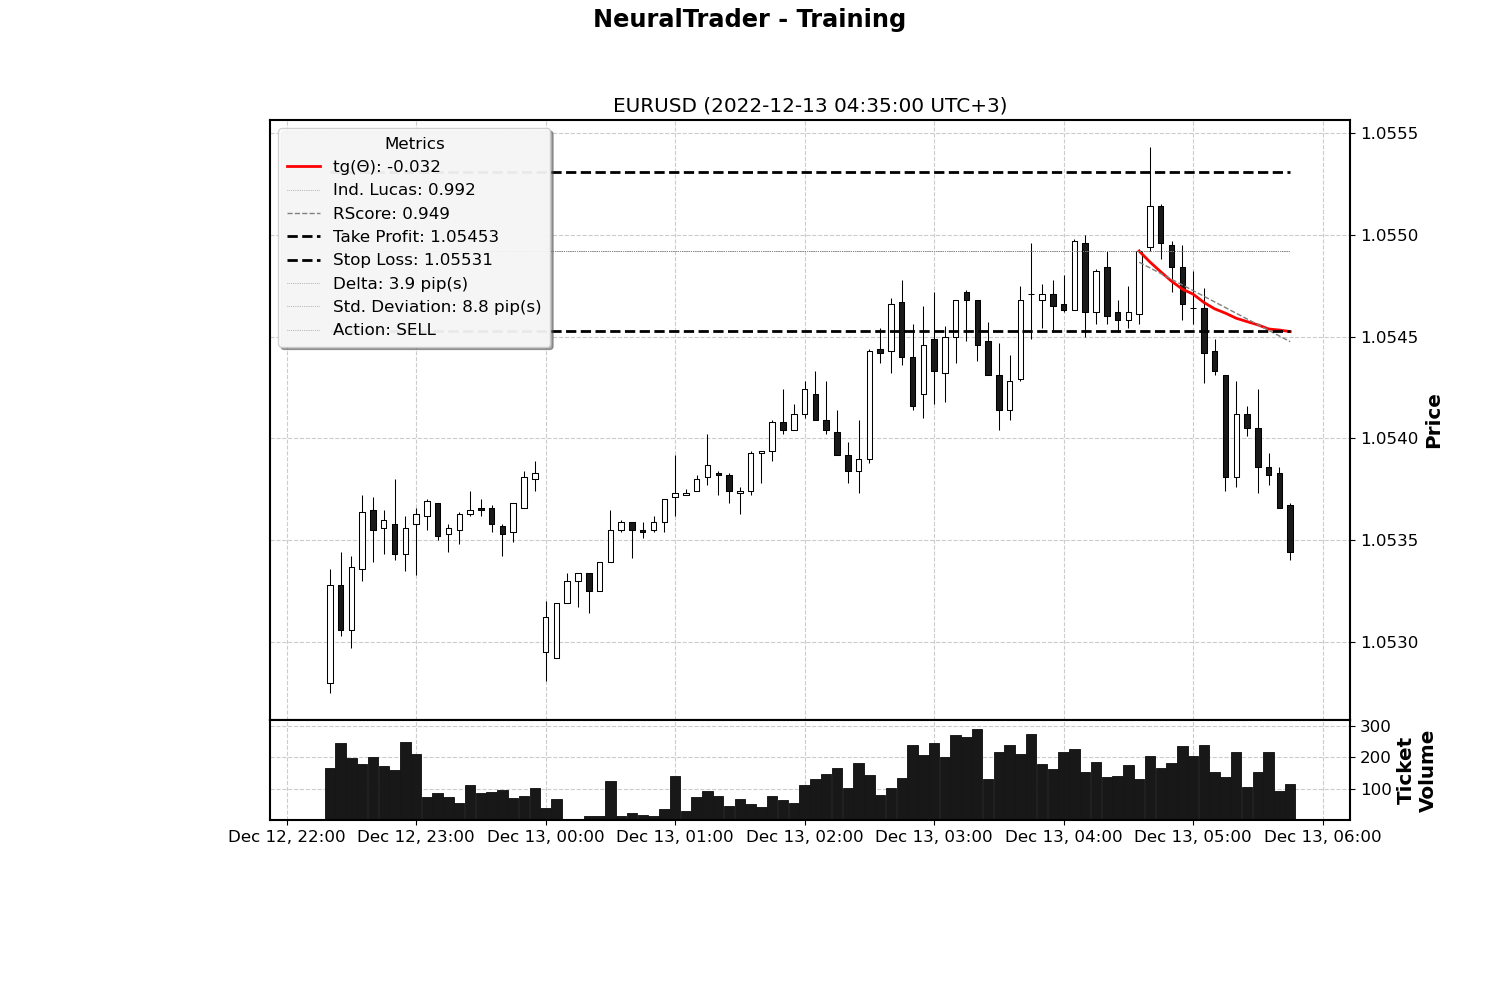 NeuralTrader - Training
EURUSD (2022-12-13 04:35:00 UTC+3)
Metrics
tg(Θ): -0.032
Ind. Lucas: 0.992
RScore: 0.949
Take Profit: 1.05453
Stop Loss: 1.05531
Delta: 3.9 pip(s)
Std. Deviation: 8.8 pip(s)
Action: SELL
1.0555
1.0550
1.0545
1.0540
1.0535
1.0530
Price
300
200
100
Ticket
Volume
Dec 12, 22:00 Dec 12, 23:00 Dec 13, 00:00 Dec 13, 01:00 Dec 13, 02:00 Dec 13, 03:00 Dec 13, 04:00 Dec 13, 05:00 Dec 13, 06:00